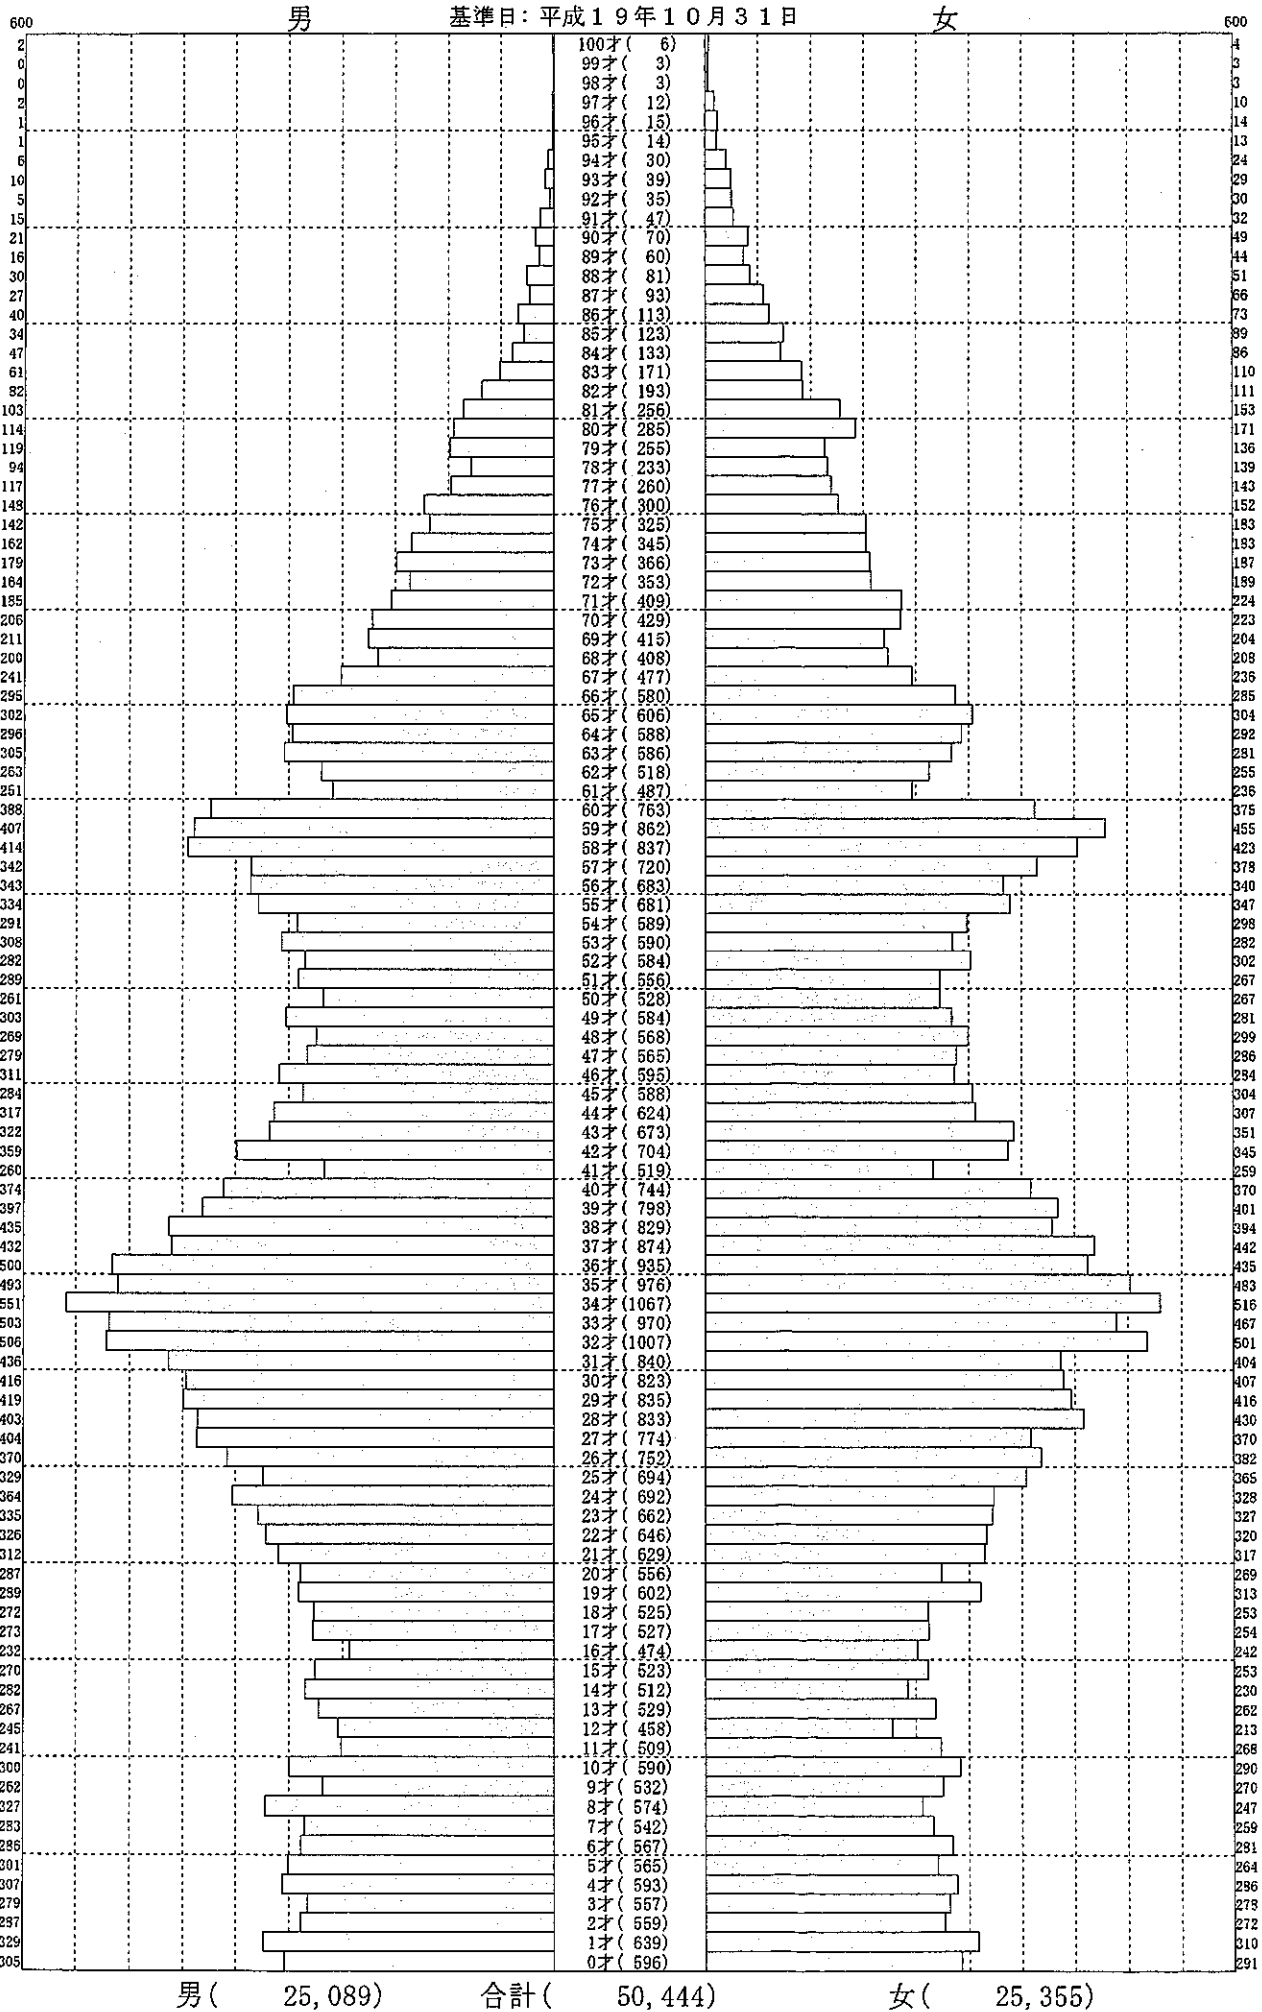 男 基準日：平成19年10月31日 女
600 600
2 100才( 6) 4
0 99才( 3) 3
0 98才( 3) 3
2 97才( 12) 10
1 96才( 15) 14
1 95才( 14) 13
6 94才( 30) 24
10 93才( 39) 29
5 92才( 35) 30
15 91才( 47) 32
21 90才( 70) 49
16 89才( 60) 44
30 88才( 81) 51
27 87才( 93) 66
40 86才( 113) 73
34 85才( 123) 89
47 84才( 133) 86
61 83才( 171) 110
82 82才( 193) 111
103 81才( 256) 153
114 80才( 285) 171
119 79才( 255) 136
94 78才( 233) 139
117 77才( 260) 143
148 76才( 300) 152
142 75才( 325) 183
162 74才( 345) 183
179 73才( 366) 187
164 72才( 353) 189
185 71才( 409) 224
206 70才( 429) 223
211 69才( 415) 204
200 68才( 408) 208
241 67才( 477) 236
295 66才( 580) 285
302 65才( 606) 304
296 64才( 588) 292
305 63才( 586) 281
263 62才( 518) 255
251 61才( 487) 236
388 60才( 763) 375
407 59才( 862) 455
414 58才( 837) 423
342 57才( 720) 378
343 56才( 683) 340
334 55才( 681) 347
291 54才( 589) 298
308 53才( 590) 282
282 52才( 584) 302
289 51才( 556) 267
261 50才( 528) 267
303 49才( 584) 281
269 48才( 568) 299
279 47才( 565) 286
311 46才( 595) 284
284 45才( 588) 304
317 44才( 624) 307
322 43才( 673) 351
359 42才( 704) 345
260 41才( 519) 259
374 40才( 744) 370
397 39才( 798) 401
435 38才( 829) 394
432 37才( 874) 442
500 36才( 935) 435
493 35才( 976) 483
551 34才(1067) 516
503 33才( 970) 467
506 32才(1007) 501
436 31才( 840) 404
416 30才( 823) 407
419 29才( 835) 416
403 28才( 833) 430
404 27才( 774) 370
370 26才( 752) 382
329 25才( 694) 365
364 24才( 692) 328
335 23才( 662) 327
326 22才( 646) 320
312 21才( 629) 317
287 20才( 556) 269
289 19才( 602) 313
272 18才( 525) 253
273 17才( 527) 254
232 16才( 474) 242
270 15才( 523) 253
282 14才( 512) 230
267 13才( 529) 262
245 12才( 458) 213
241 11才( 509) 268
300 10才( 590) 290
262 9才( 532) 270
327 8才( 574) 247
283 7才( 542) 259
286 6才( 567) 281
301 5才( 565) 264
307 4才( 593) 286
279 3才( 557) 278
287 2才( 559) 272
329 1才( 639) 310
305 0才( 596) 291
男( 25,089) 合計( 50,444) 女( 25,355)